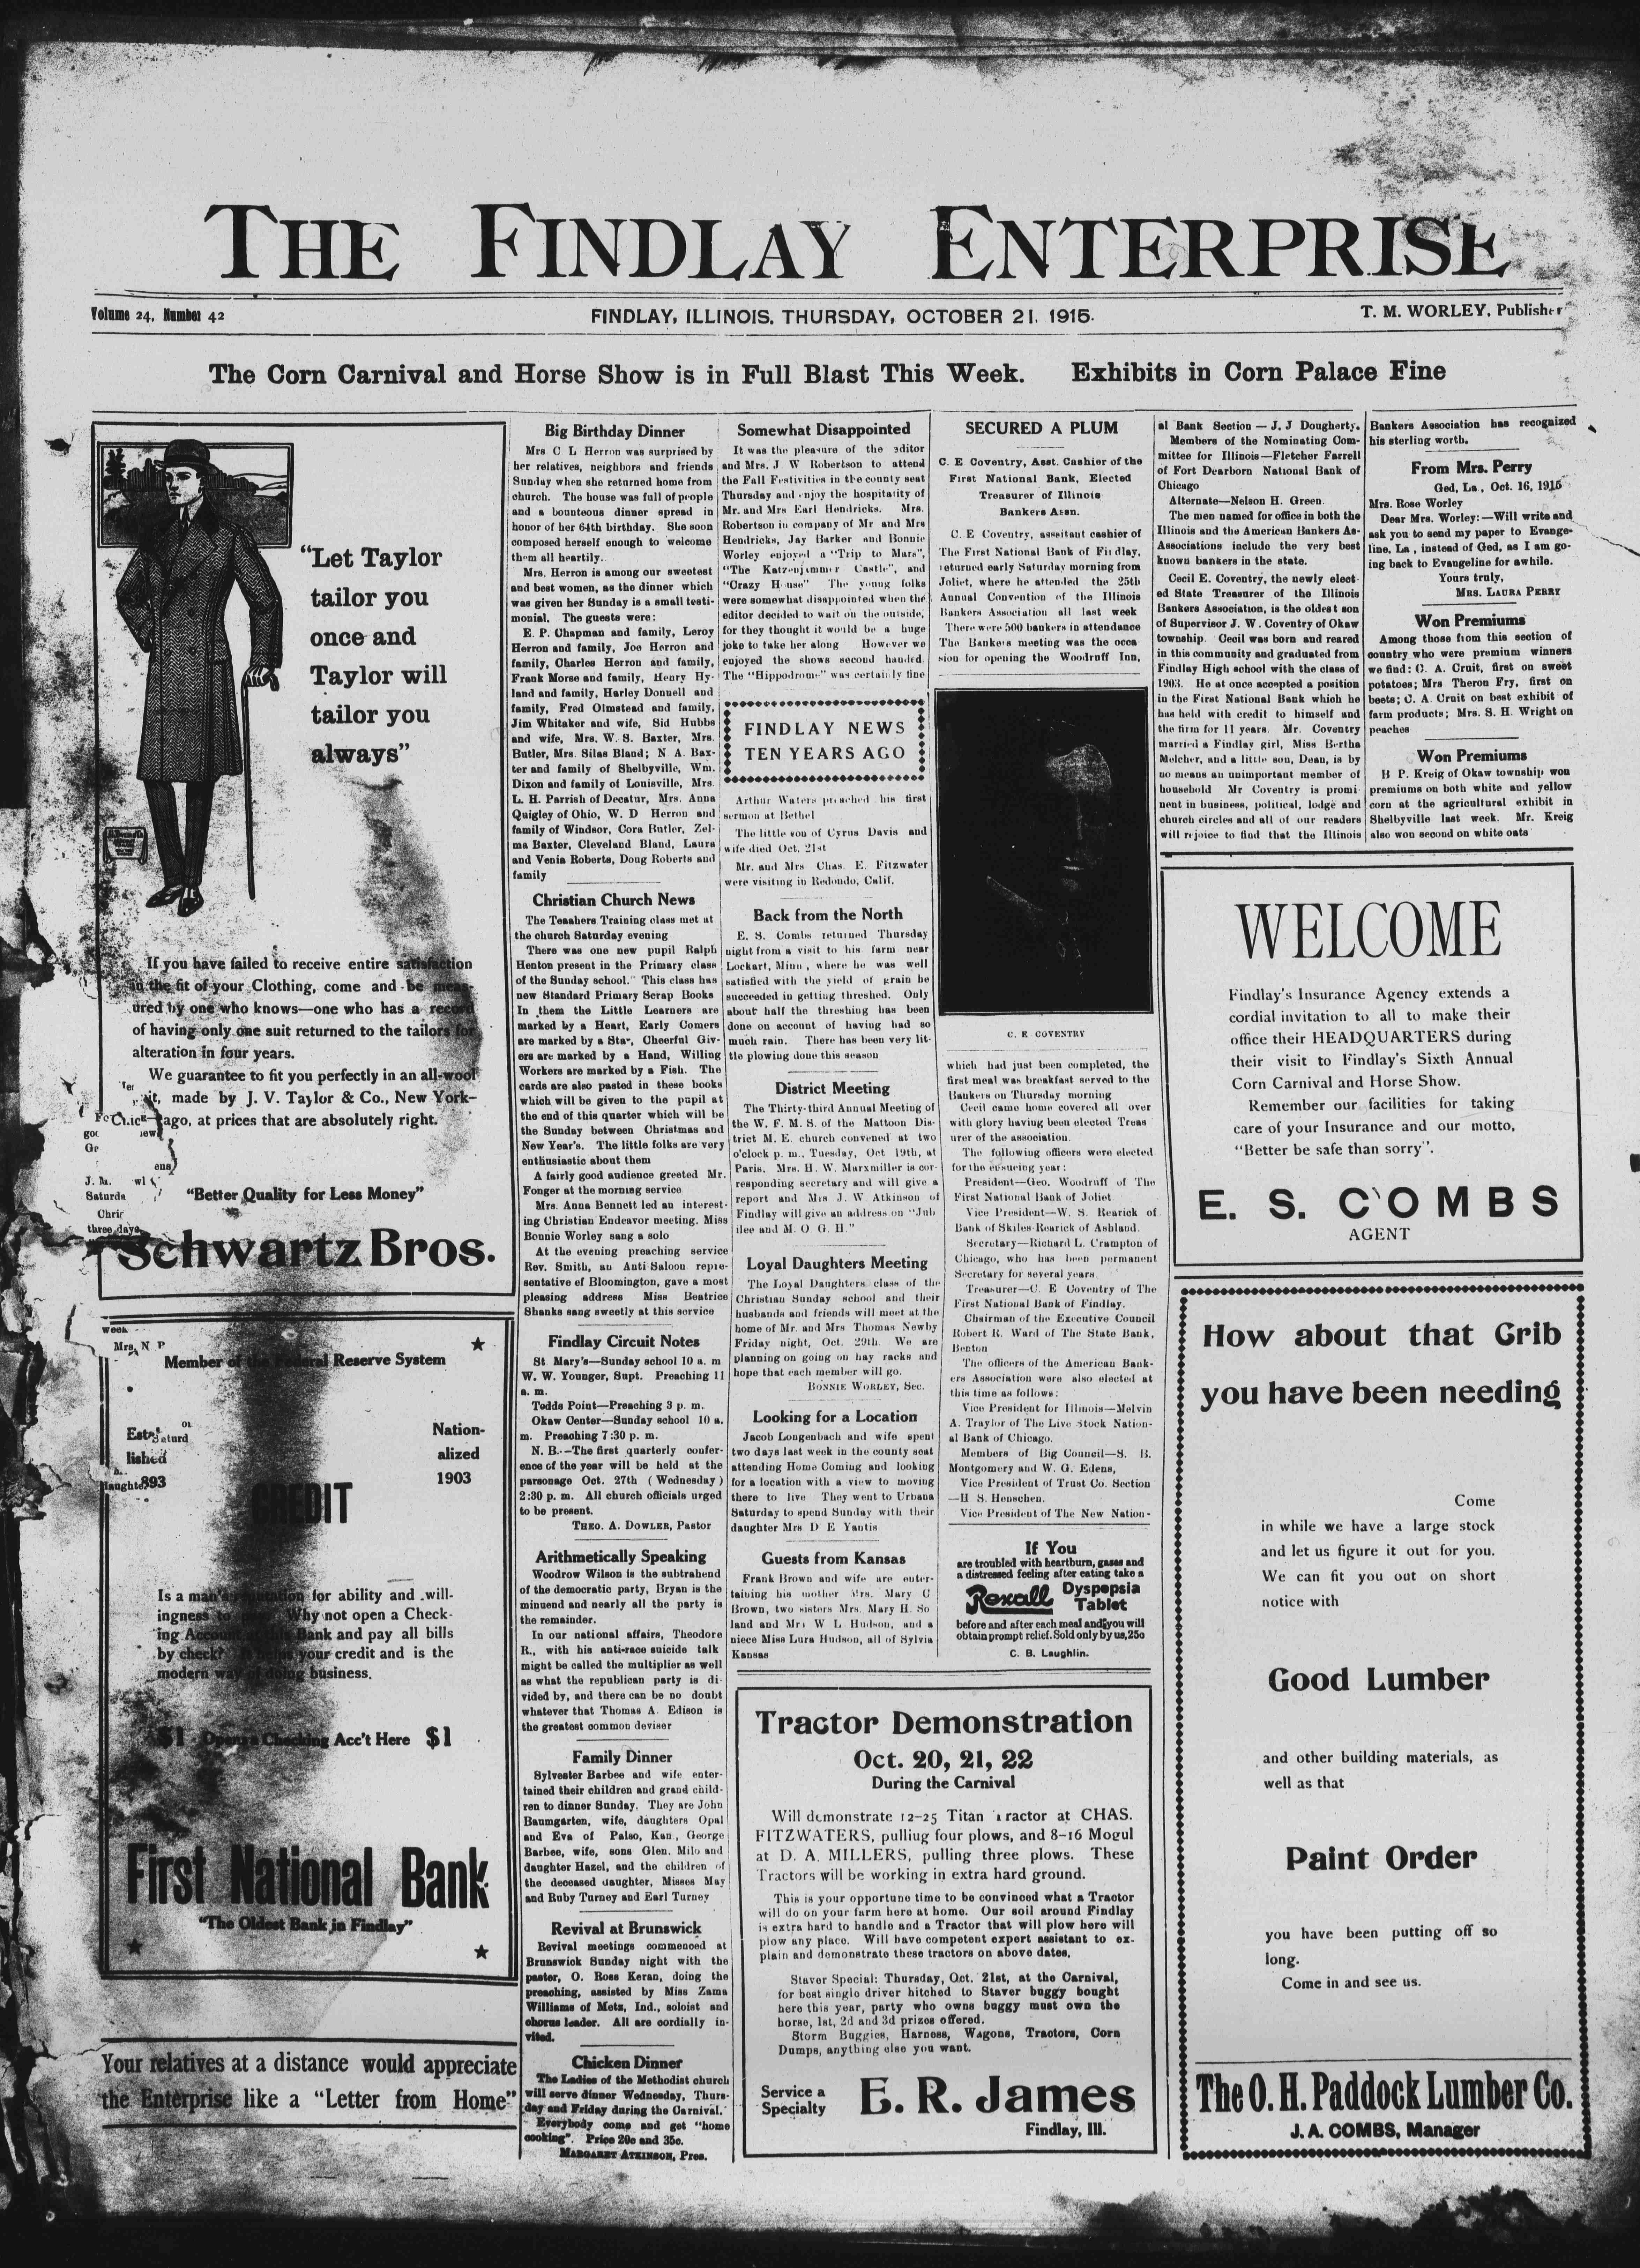 THE FINDLAY ENTERPRISE
Volume 24, Number 42
FINDLAY, ILLINOIS, THURSDAY, OCTOBER 21, 1915.
T. M. WORLEY, Publisher
The Corn Carnival and Horse Show is in Full Blast This Week. Exhibits in Corn Palace Fine
"Let Taylor
tailor you
once and
Taylor will
tailor you
always"
If you have failed to receive entire satisfaction
in the fit of your Clothing, come and be meas-
ured by one who knows—one who has a record
of having only one suit returned to the tailors for
alteration in four years.
We guarantee to fit you perfectly in an all-wool
made by J. V. Taylor & Co., New York-
ago, at prices that are absolutely right.
J. M.
Saturda
three days
"Better Quality for Less Money"
Schwartz Bros.
week
Mrs. N P
Member of the Federal Reserve System
lished
893
Nation-
alized
1903
CREDIT
Is a man's reputation for ability and will-
ingness to Why not open a Check-
ing Account Bank and pay all bills
by check? your credit and is the
modern way of doing business.
$1 Opens a Checking Acc't Here $1
First National Bank
"The Oldest Bank in Findlay"
Your relatives at a distance would appreciate
the Enterprise like a "Letter from Home"
Big Birthday Dinner
Mrs C L Herron was surprised by
her relatives, neighbors and friends
Sunday when she returned home from
church. The house was full of people
and a bounteous dinner spread in
honor of her 64th birthday. She soon
composed herself enough to welcome
them all heartily.
Mrs. Herron is among our sweetest
and best women, as the dinner which
was given her Sunday is a small testi-
monial. The guests were:
E. P. Chapman and family, Leroy
Herron and family, Joe Herron and
family, Charles Herron and family,
Frank Morse and family, Henry Hy-
land and family, Harley Donnell and
family, Fred Olmstead and family,
Jim Whitaker and wife, Sid Hubbs
and wife, Mrs. W. S. Baxter, Mrs.
Butler, Mrs. Silas Bland; N A. Bax-
ter and family of Shelbyville, Wm.
Dixon and family of Louisville, Mrs.
L. H. Parrish of Decatur, Mrs. Anna
Quigley of Ohio, W. D Herron and
family of Windsor, Cora Butler, Zel-
ma Baxter, Cleveland Bland, Laura
and Venia Roberts, Doug Roberts and
family
Christian Church News
The Teachers Training class met at
the church Saturday evening
There was one new pupil Ralph
Henton present in the Primary class
of the Sunday school. This class has
new Standard Primary Scrap Books
In them the Little Learners are
marked by a Heart, Early Comers
are marked by a Star, Cheerful Giv-
ers are marked by a Hand, Willing
Workers are marked by a Fish. The
cards are also pasted in these books
which will be given to the pupil at
the end of this quarter which will be
the Sunday between Christmas and
New Year's. The little folks are very
enthusiastic about them
A fairly good audience greeted Mr.
Fonger at the morning service
Mrs. Anna Bennett led an interest-
ing Christian Endeavor meeting. Miss
Bonnie Worley sang a solo
At the evening preaching service
Rev. Smith, an Anti-Saloon repre-
sentative of Bloomington, gave a most
pleasing address Miss Beatrice
Shanks sang sweetly at this service
Findlay Circuit Notes
St Mary's—Sunday school 10 a. m
W. W. Younger, Supt. Preaching 11
a. m.
Todds Point—Preaching 3 p. m.
Okaw Center—Sunday school 10 a.
m. Preaching 7:30 p. m.
N. B.--The first quarterly confer-
ence of the year will be held at the
parsonage Oct. 27th (Wednesday)
2:30 p. m. All church officials urged
to be present.
THEO. A. DOWLER, Pastor
Arithmetically Speaking
Woodrow Wilson is the subtrahend
of the democratic party, Bryan is the
minuend and nearly all the party is
the remainder.
In our national affairs, Theodore
R., with his anti-race suicide talk
might be called the multiplier as well
as what the republican party is di-
vided by, and there can be no doubt
whatever that Thomas A. Edison is
the greatest common deviser
Family Dinner
Sylvester Barbee and wife enter-
tained their children and grand child-
ren to dinner Sunday. They are John
Baumgarten, wife, daughters Opal
and Eva of Palso, Kan, George
Barbee, wife, sons Glen, Milo and
daughter Hazel, and the children of
the deceased daughter, Misses May
and Ruby Turney and Earl Turney
Revival at Brunswick
Revival meetings commenced at
Brunswick Sunday night with the
paster, O. Ross Keran, doing the
preaching, assisted by Miss Zama
Williams of Metz, Ind., soloist and
chorus leader. All are cordially in-
vited.
Chicken Dinner
The Ladies of the Methodist church
will serve dinner Wednesday, Thurs-
day and Friday during the Carnival.
Everybody come and get "home
cooking". Price 20c and 35c.
MARGARET ATKINSON, Pres.
Somewhat Disappointed
It was the pleasure of the editor
and Mrs. J W Robertson to attend
the Fall Festivities in the county seat
Thursday and enjoy the hospitality of
Mr. and Mrs Earl Hendricks. Mrs.
Robertson in company of Mr and Mrs
Hendricks, Jay Barker and Bonnie
Worley enjoyed a "Trip to Mars",
"The Katzenjammer Castle", and
"Crazy House" The young folks
were somewhat disappointed when the
editor decided to wait on the outside,
for they thought it would be a huge
joke to take her along However we
enjoyed the shows second handed.
The "Hippodrome" was certainly fine
FINDLAY NEWS
TEN YEARS AGO
Arthur Waters preached his first
sermon at Bethel
The little son of Cyrus Davis and
wife died Oct. 21st
Mr. and Mrs Chas. E. Fitzwater
were visiting in Redondo, Calif.
Back from the North
E. S. Combs returned Thursday
night from a visit to his farm near
Lockart, Minn, where he was well
satisfied with the yield of grain he
succeeded in getting threshed. Only
about half the threshing has been
done on account of having had so
much rain. There has been very lit-
tle plowing done this season
District Meeting
The Thirty-third Annual Meeting of
the W. F. M. S. of the Mattoon Dis-
trict M. E. church convened at two
o'clock p. m., Tuesday, Oct 19th, at
Paris. Mrs. H. W. Marxmiller is cor-
responding secretary and will give a
report and Mrs J. W Atkinson of
Findlay will give an address on "Jub
ilee and M. O G. H."
Loyal Daughters Meeting
The Loyal Daughters class of the
Christian Sunday school and their
husbands and friends will meet at the
home of Mr. and Mrs Thomas Newby
Friday night, Oct. 29th. We are
planning on going on hay racks and
hope that each member will go.
BONNIE WORLEY, Sec.
Looking for a Location
Jacob Longenbach and wife spent
two days last week in the county seat
attending Home Coming and looking
for a location with a view to moving
there to live They went to Urbana
Saturday to spend Sunday with their
daughter Mrs D E Yantis
Guests from Kansas
Frank Brown and wife are enter-
taining his mother Mrs. Mary C
Brown, two sisters Mrs. Mary H. So
land and Mrs W L Hudson, and a
niece Miss Lura Hudson, all of Sylvia
Kansas
SECURED A PLUM
C. E Coventry, Asst. Cashier of the
First National Bank, Elected
Treasurer of Illinois
Bankers Assn.
C. E Coventry, asseitant cashier of
The First National Bank of Findlay,
returned early Saturday morning from
Joliet, where he attended the 25th
Annual Convention of the Illinois
Bankers Association all last week
There were 500 bankers in attendance
The Bankers meeting was the occa
sion for opening the Woodruff Inn,
C. E COVENTRY
which had just been completed, the
first meal was breakfast served to the
Bankers on Thursday morning
Cecil came home covered all over
with glory having been elected Treas
urer of the association.
The following officers were elected
for the ensueing year:
President—Geo. Woodruff of The
First National Bank of Joliet
Vice President—W. S. Rearick of
Bank of Skiles-Rearick of Ashland.
Secretary—Richard L. Crampton of
Chicago, who has been permanent
Secretary for several years.
Treasurer—C. E Coventry of The
First National Bank of Findlay.
Chairman of the Executive Council
Robert R. Ward of The State Bank,
Benton
The officers of the American Bank-
ers Association were also elected at
this time as follows:
Vice President for Illinois—Melvin
A. Traylor of The Live Stock Nation-
al Bank of Chicago.
Members of Big Council—S. B.
Montgomery and W. G. Edens,
Vice President of Trust Co. Section
—H S. Henschen.
Vice President of The New Nation-
If You
are troubled with heartburn, gases and
a distressed feeling after eating take a
Rexall Dyspepsia
Tablet
before and after each meal and you will
obtain prompt relief. Sold only by us, 25c
C. B. Laughlin.
Tractor Demonstration
Oct. 20, 21, 22
During the Carnival
Will demonstrate 12-25 Titan Tractor at CHAS.
FITZWATERS, pulling four plows, and 8-16 Mogul
at D. A. MILLERS, pulling three plows. These
Tractors will be working in extra hard ground.
This is your opportune time to be convinced what a Tractor
will do on your farm here at home. Our soil around Findlay
is extra hard to handle and a Tractor that will plow here will
plow any place. Will have competent expert assistant to ex-
plain and demonstrate these tractors on above dates.
Staver Special: Thursday, Oct. 21st, at the Carnival,
for best single driver hitched to Staver buggy bought
here this year, party who owns buggy must own the
horse, 1st, 2d and 3d prizes offered.
Storm Buggies, Harness, Wagons, Tractors, Corn
Dumps, anything else you want.
Service a
Specialty
E. R. James
Findlay, Ill.
al Bank Section — J. J Dougherty.
Members of the Nominating Com-
mittee for Illinois—Fletcher Farrell
of Fort Dearborn National Bank of
Chicago
Alternate—Nelson H. Green.
The men named for office in both the
Illinois and the American Bankers As-
Associations include the very best
known bankers in the state.
Cecil E. Coventry, the newly elect-
ed State Treasurer of the Illinois
Bankers Association, is the oldest son
of Supervisor J. W. Coventry of Okaw
township. Cecil was born and reared
in this community and graduated from
Findlay High school with the class of
1903. He at once accepted a position
in the First National Bank which he
has held with credit to himself and
the firm for 11 years. Mr. Coventry
married a Findlay girl, Miss Bertha
Melcher, and a little son, Dean, is by
no means an unimportant member of
household Mr Coventry is promi-
nent in business, political, lodge and
church circles and all of our readers
will rejoice to find that the Illinois
Bankers Association has recognized
his sterling worth.
From Mrs. Perry
Ged, La, Oct. 16, 1915
Mrs. Rose Worley
Dear Mrs. Worley:—Will write and
ask you to send my paper to Evange-
line, La, instead of Ged, as I am go-
ing back to Evangeline for awhile.
Yours truly,
MRS. LAURA PERRY
Won Premiums
Among those from this section of
country who were premium winners
we find: C. A. Cruit, first on sweet
potatoes; Mrs Theron Fry, first on
beets; C. A. Cruit on best exhibit of
farm products; Mrs. S. H. Wright on
peaches
Won Premiums
B P. Kreig of Okaw township won
premiums on both white and yellow
corn at the agricultural exhibit in
Shelbyville last week. Mr. Kreig
also won second on white oats
WELCOME
Findlay's Insurance Agency extends a
cordial invitation to all to make their
office their HEADQUARTERS during
their visit to Findlay's Sixth Annual
Corn Carnival and Horse Show.
Remember our facilities for taking
care of your Insurance and our motto,
"Better be safe than sorry".
E. S. COMBS
AGENT
How about that Crib
you have been needing
Come
in while we have a large stock
and let us figure it out for you.
We can fit you out on short
notice with
Good Lumber
and other building materials, as
well as that
Paint Order
you have been putting off so
long.
Come in and see us.
The O. H. Paddock Lumber Co.
J. A. COMBS, Manager